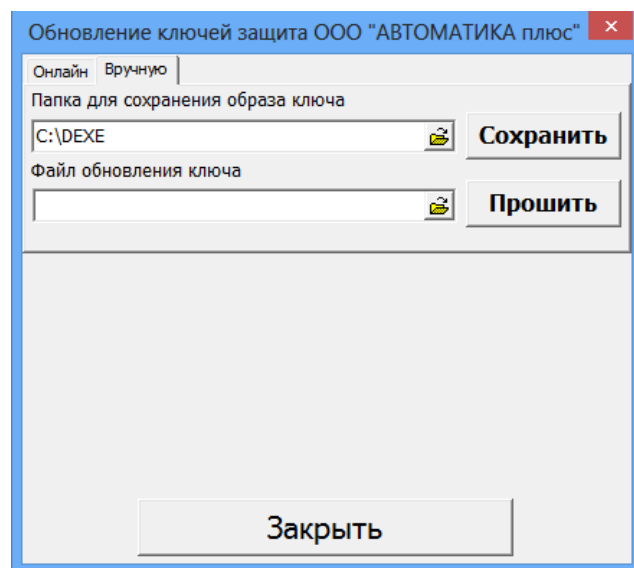 Обновление ключей защита ООО "АВТОМАТИКА плюс"
Онлайн Вручную
Папка для сохранения образа ключа
C:\DEXE Сохранить
Файл обновления ключа
Прошить
Закрыть